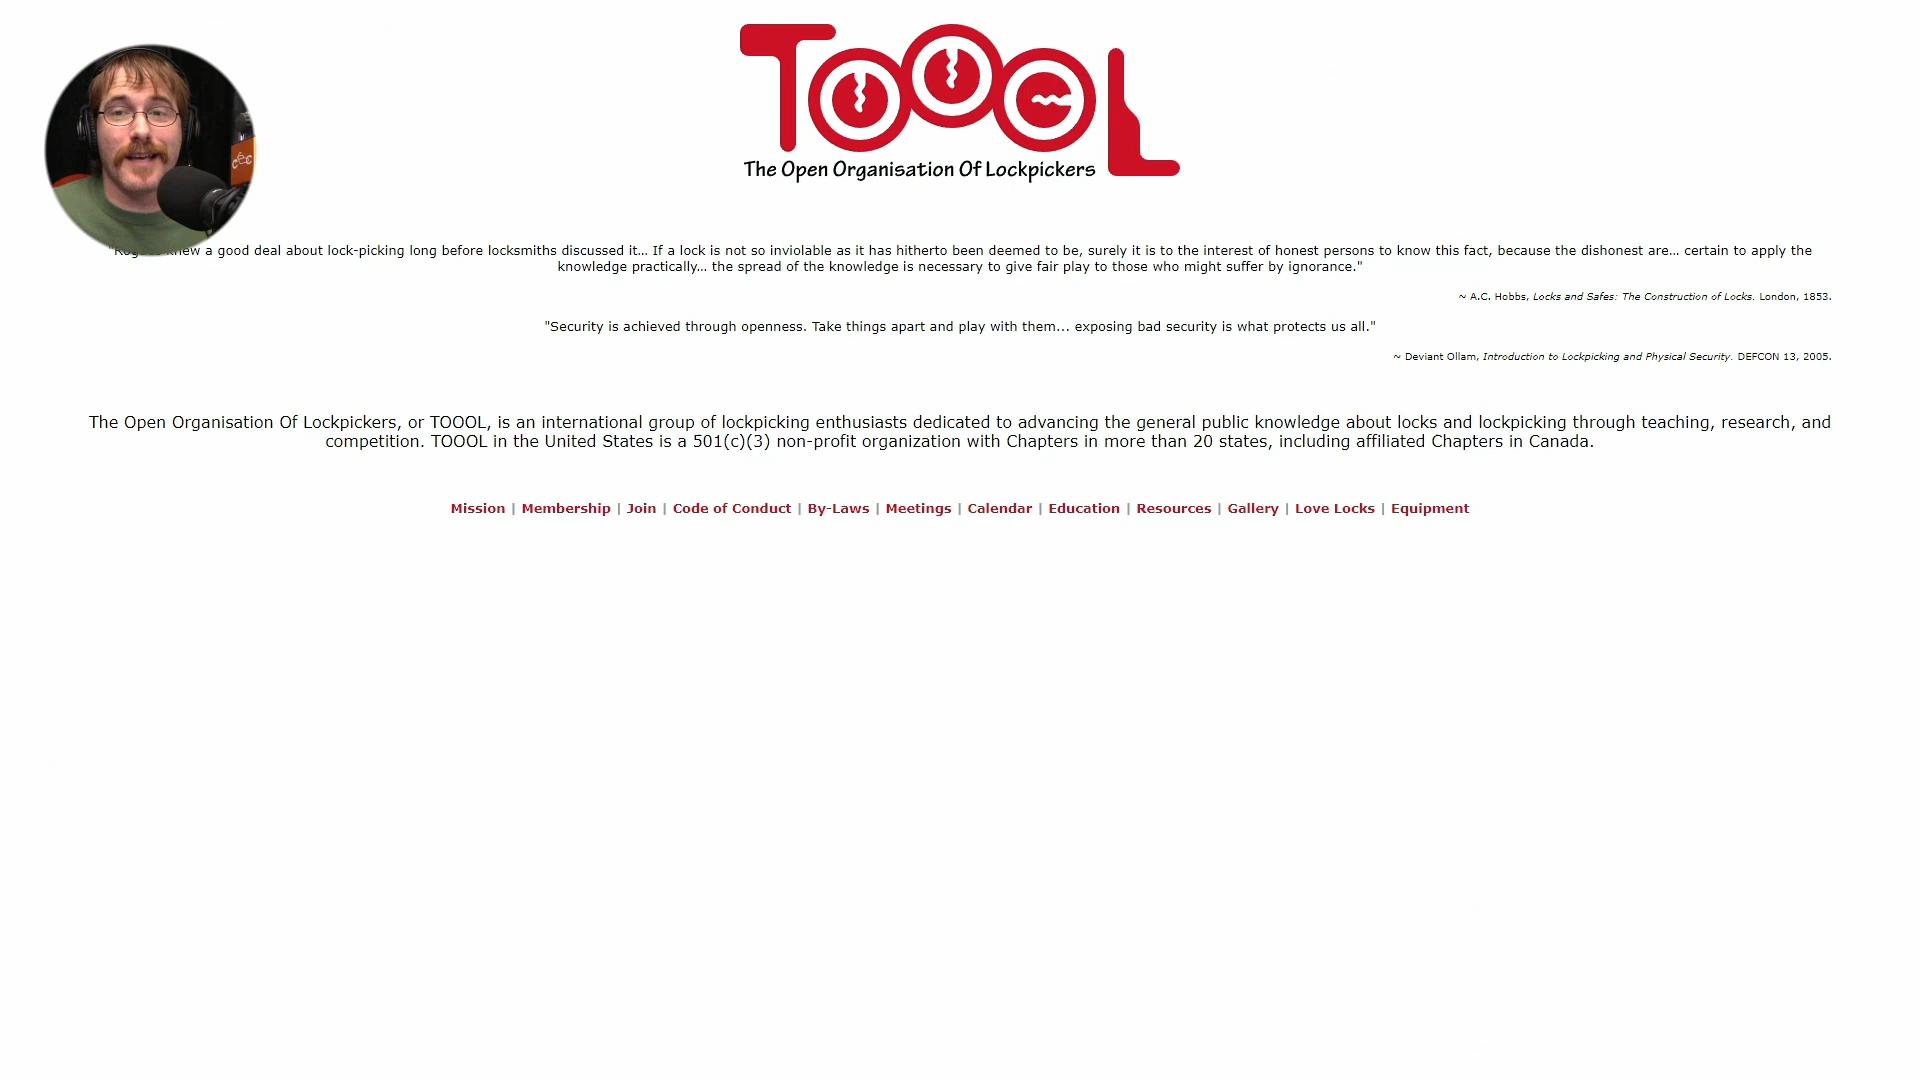 TOOOL
The Open Organisation Of Lockpickers
cec
a good deal about lock-picking long before locksmiths discussed it... If a lock is not so inviolable as it has hitherto been deemed to be, surely it is to the interest of honest persons to know this fact, because the dishonest are... certain to apply the
knowledge practically... the spread of the knowledge is necessary to give fair play to those who might suffer by ignorance."
~ A.C. Hobbs, Locks and Safes: The Construction of Locks. London, 1853.
"Security is achieved through openness. Take things apart and play with them... exposing bad security is what protects us all."
~ Deviant Ollam, Introduction to Lockpicking and Physical Security. DEFCON 13, 2005.
The Open Organisation Of Lockpickers, or TOOOL, is an international group of lockpicking enthusiasts dedicated to advancing the general public knowledge about locks and lockpicking through teaching, research, and
competition. TOOOL in the United States is a 501(c)(3) non-profit organization with Chapters in more than 20 states, including affiliated Chapters in Canada.
Mission | Membership | Join | Code of Conduct | By-Laws | Meetings | Calendar | Education | Resources | Gallery | Love Locks | Equipment